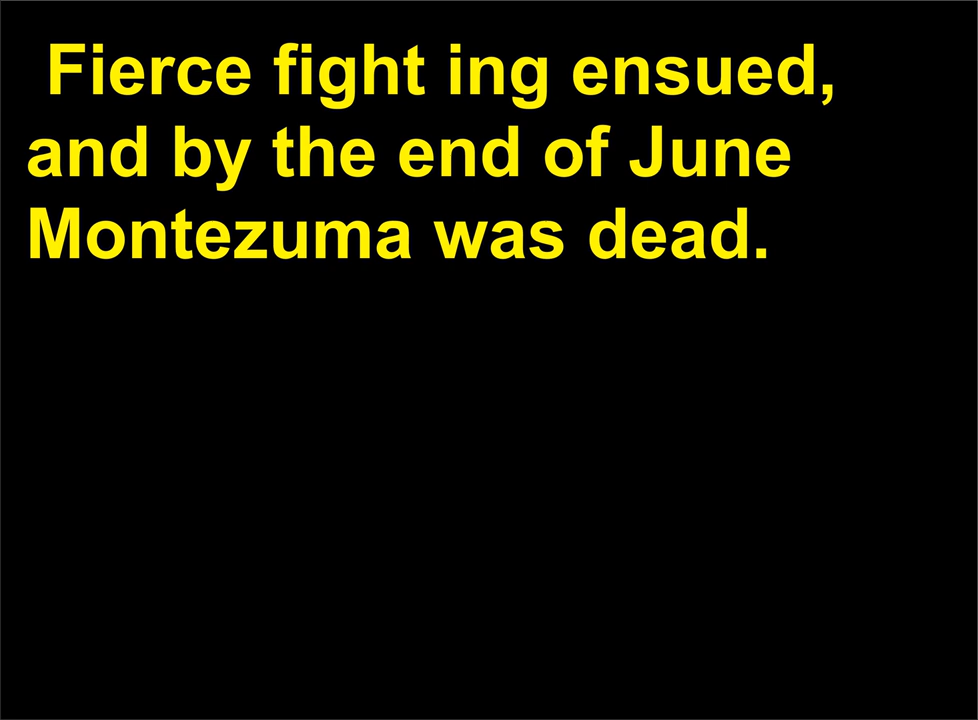 Fierce fight ing ensued,
and by the end of June
Montezuma was dead.